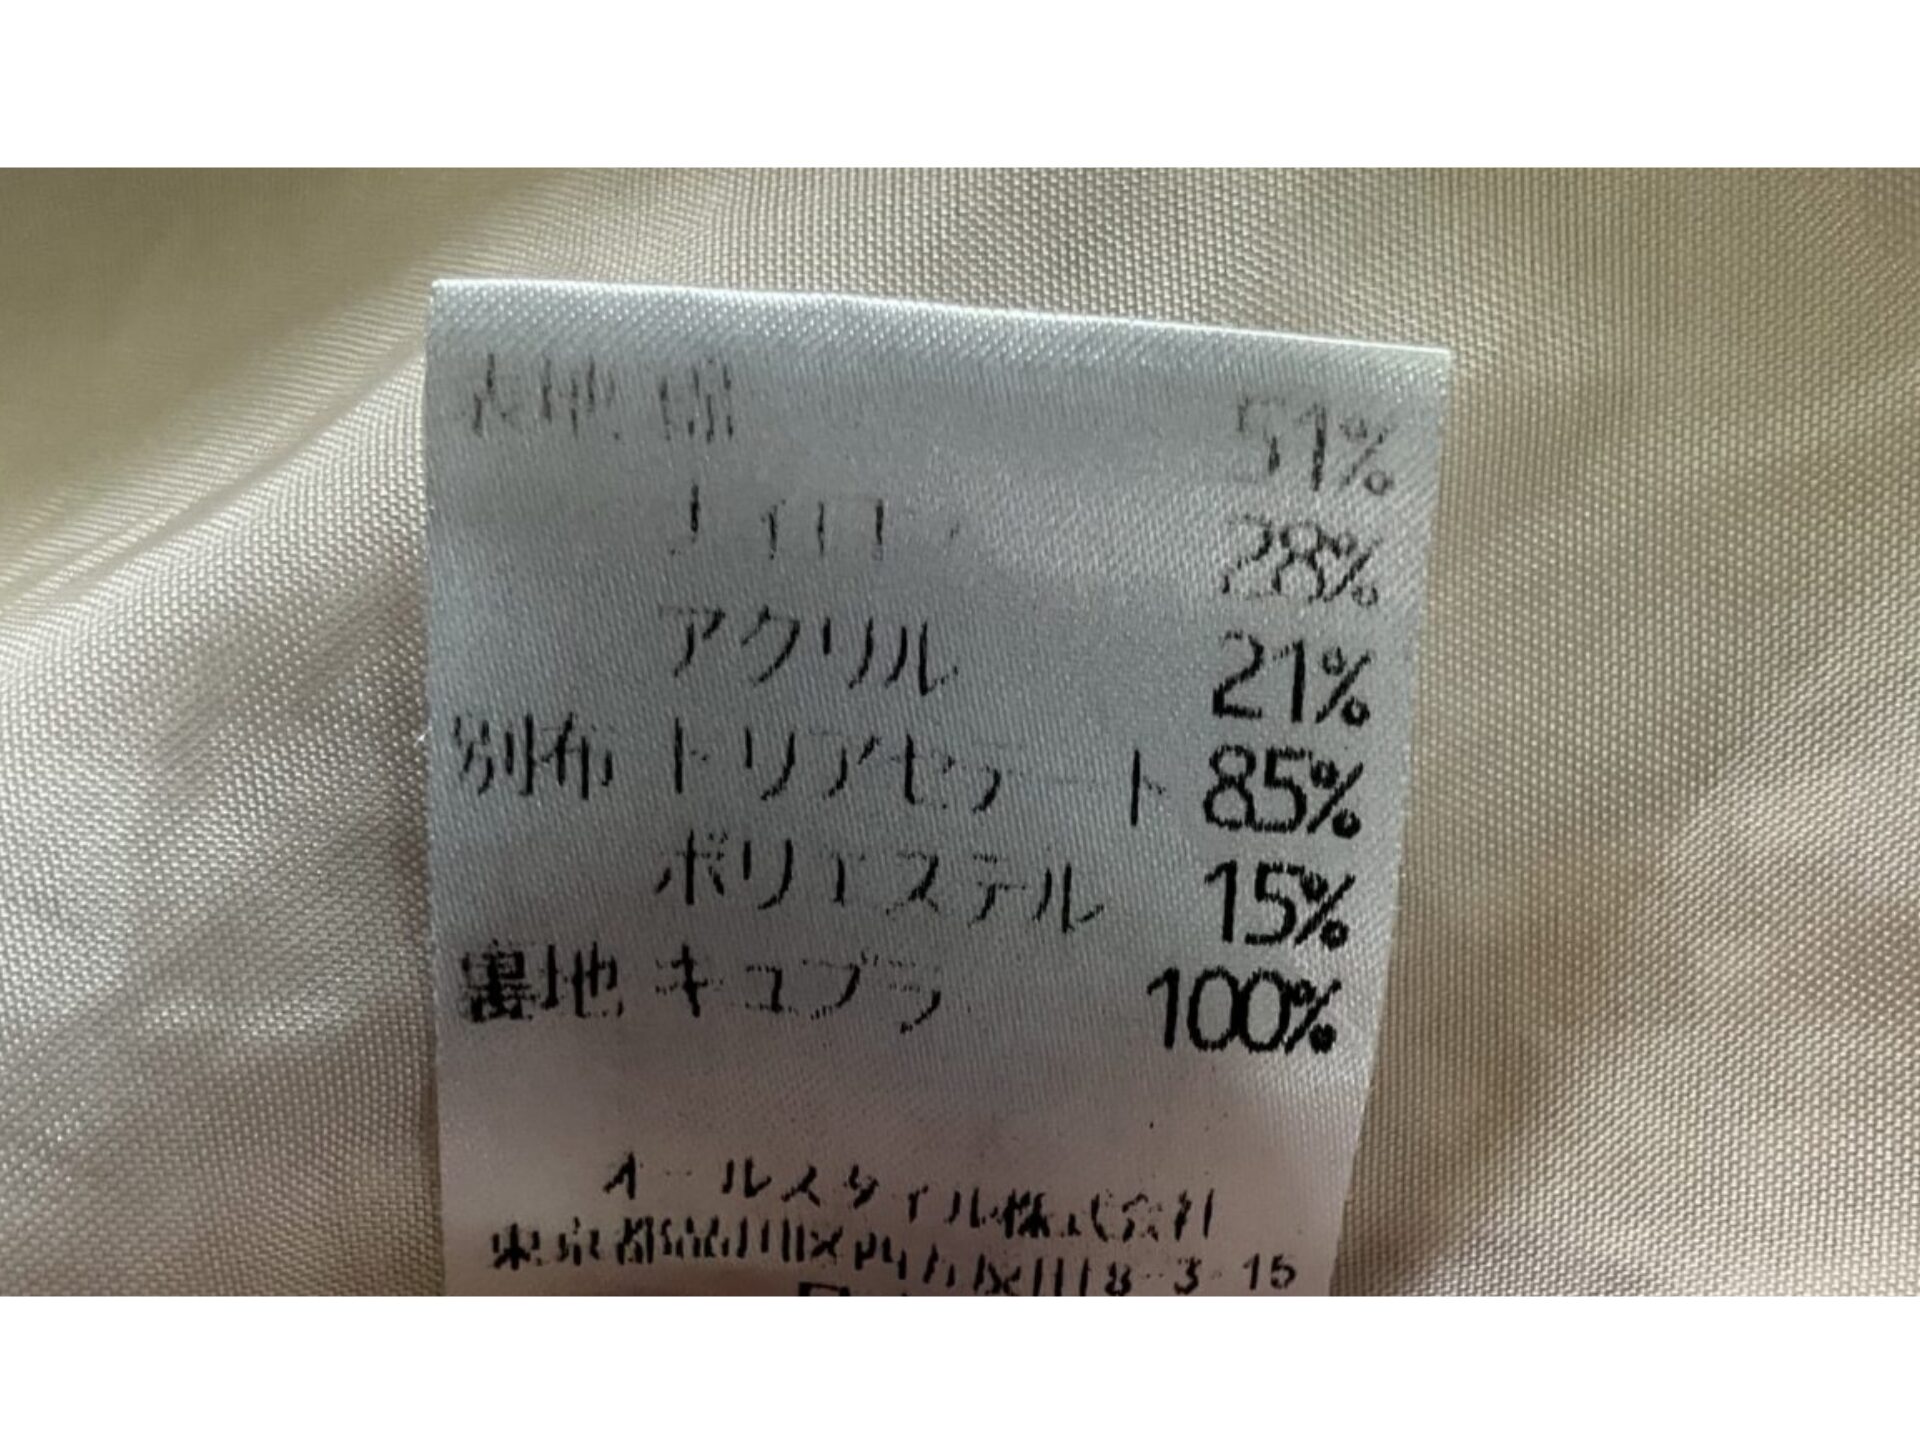 表地 綿 51%
ナイロン 28%
アクリル 21%
別布 トリアセテート 85%
ポリエステル 15%
裏地 キュプラ 100%
オールスタイル株式会社
東京都品川区西五反田8-3-15